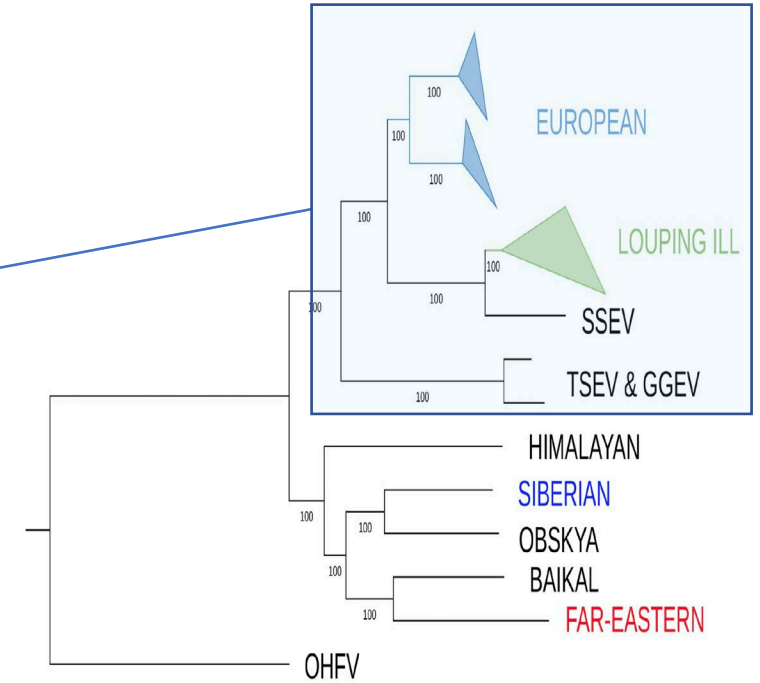 100
EUROPEAN
100
100
100
LOUPING ILL
100
100
100
SSEV
TSEV & GGEV
100
HIMALAYAN
SIBERIAN
100
100
OBSKYA
100
BAIKAL
100
FAR-EASTERN
OHFV